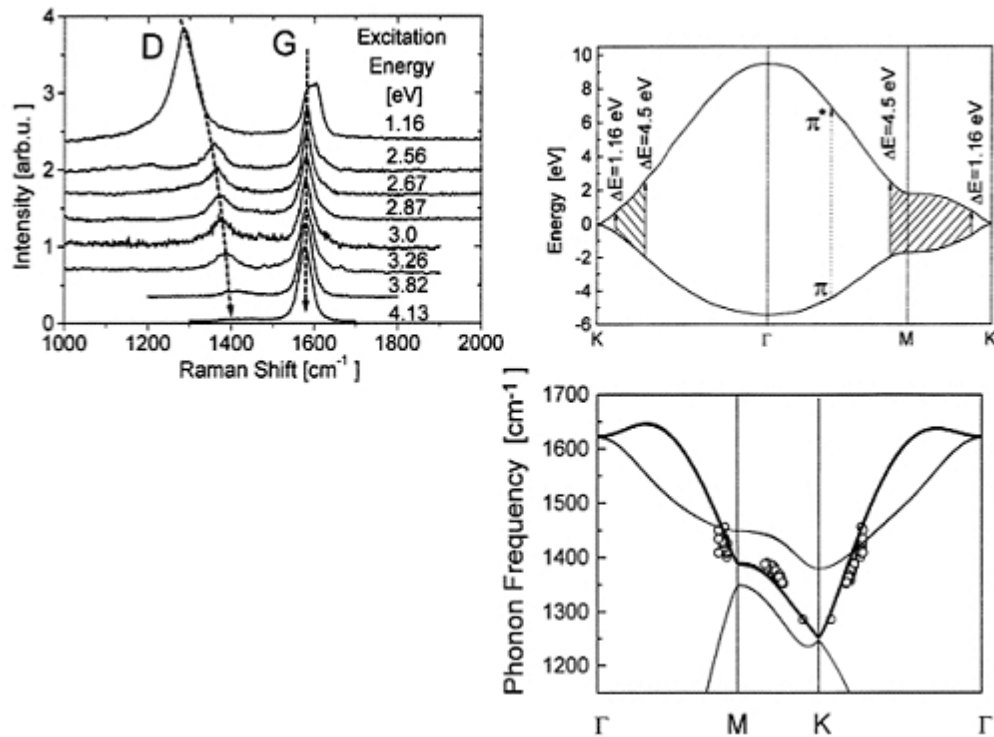 4
3
2
1
0
Intensity [arb.u.]
D
G
Excitation
Energy
[eV]
1.16
2.56
2.67
2.87
3.0
3.26
3.82
4.13
1000 1200 1400 1600 1800 2000
Raman Shift [cm⁻¹]
10
8
6
4
2
0
-2
-4
-6
Energy [eV]
ΔE=1.16 eV
ΔE=4.5 eV
π*
π
ΔE=4.5 eV
ΔE=1.16 eV
K Γ M K
1700
1600
1500
1400
1300
1200
Phonon Frequency [cm⁻¹]
Γ M K Γ